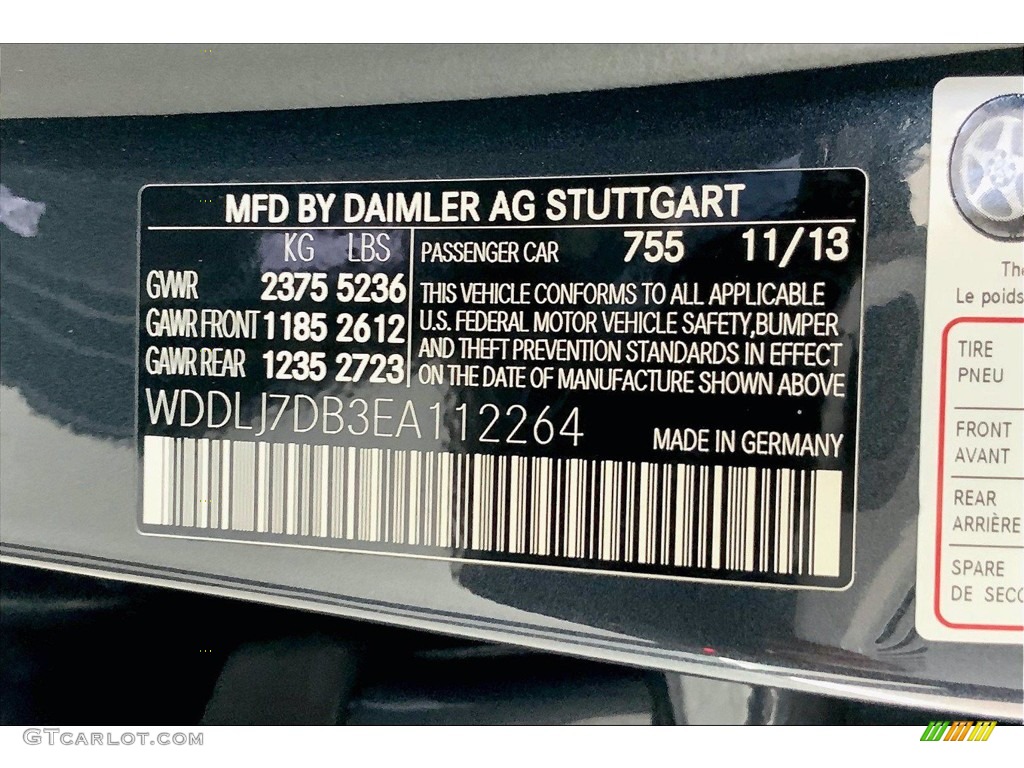 MFD BY DAIMLER AG STUTTGART
KG LBS
GWR 2375 5236
GAWR FRONT 1185 2612
GAWR REAR 1235 2723
PASSENGER CAR 755 11/13
THIS VEHICLE CONFORMS TO ALL APPLICABLE
U.S. FEDERAL MOTOR VEHICLE SAFETY, BUMPER
AND THEFT PREVENTION STANDARDS IN EFFECT
ON THE DATE OF MANUFACTURE SHOWN ABOVE
WDDLJ7DB3EA112264
MADE IN GERMANY
Le poids
TIRE
PNEU
FRONT
AVANT
REAR
ARRIÈRE
SPARE
DE
GTCARLOT.COM